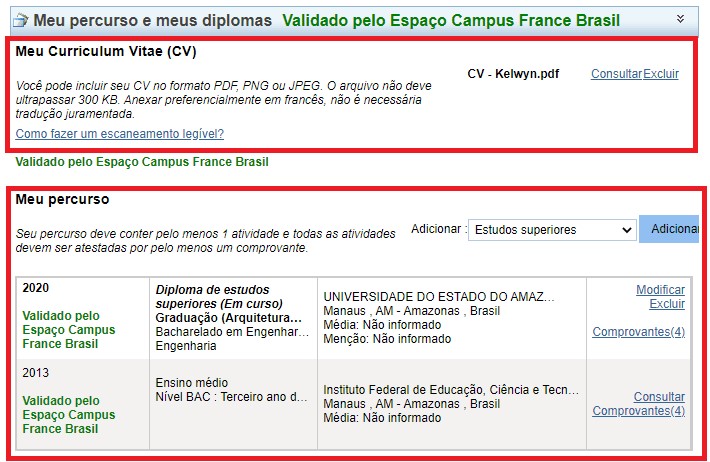 Meu percurso e meus diplomas Validado pelo Espaço Campus France Brasil
Meu Curriculum Vitae (CV)
CV - Kelwyn.pdf ConsultarExcluir
Você pode incluir seu CV no formato PDF, PNG ou JPEG. O arquivo não deve
ultrapassar 300 KB. Anexar preferencialmente em francês, não é necessária
tradução juramentada.
Como fazer um escaneamento legível?
Validado pelo Espaço Campus France Brasil
Meu percurso
Seu percurso deve conter pelo menos 1 atividade e todas as atividades
devem ser atestadas por pelo menos um comprovante.
Adicionar : Estudos superiores Adicionar
2020
Validado pelo
Espaço Campus
France Brasil
Diploma de estudos
superiores (Em curso)
Graduação (Arquitetura…
Bacharelado em Engenhar…
Engenharia
UNIVERSIDADE DO ESTADO DO AMAZ…
Manaus , AM - Amazonas , Brasil
Média: Não informado
Menção: Não informado
Modificar
Excluir
Comprovantes(4)
2013
Validado pelo
Espaço Campus
France Brasil
Ensino médio
Nível BAC : Terceiro ano d…
Instituto Federal de Educação, Ciência e Tecn…
Manaus , AM - Amazonas , Brasil
Média: Não informado
Consultar
Comprovantes(4)